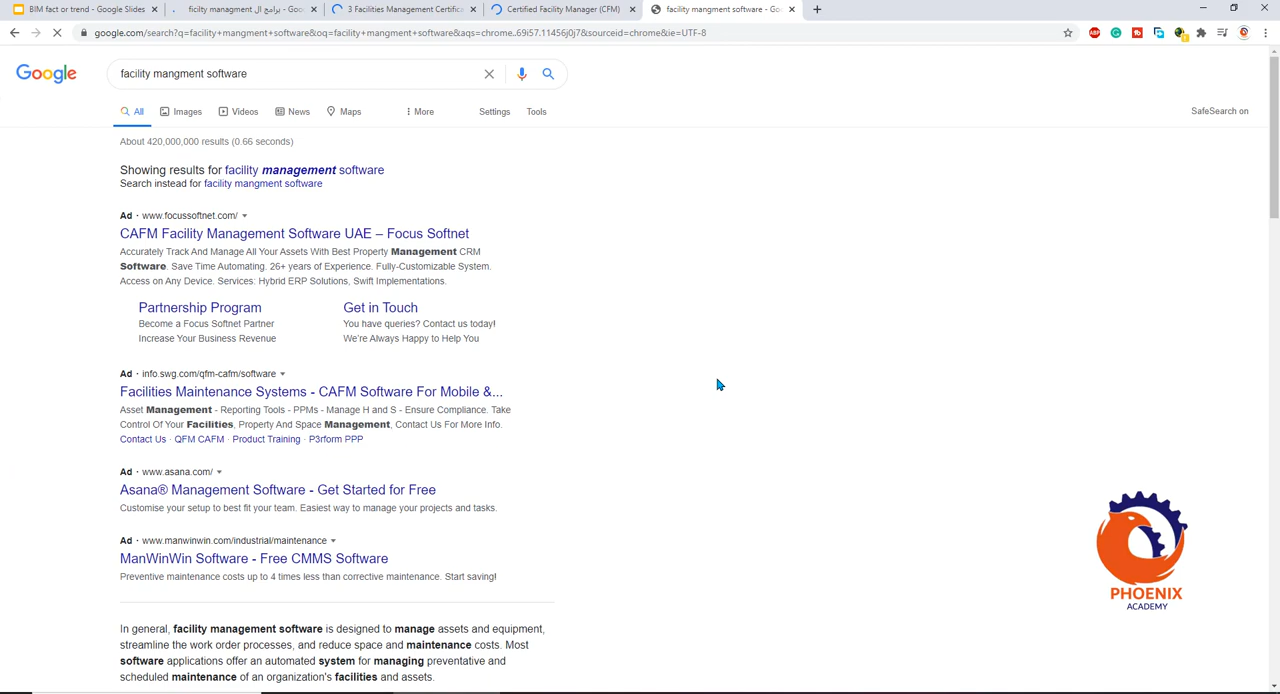 BIM fact or trend - Google Slides
ficilty managment برامج ال - Goo
3 Facilities Management Certifica
Certified Facility Manager (CFM)
facility mangment software - Goo
google.com/search?q=facility+mangment+software&oq=facility+mangment+software&aqs=chrome..69i57.11456j0j7&sourceid=chrome&ie=UTF-8
ABP
Google
facility mangment software
All Images Videos News Maps More Settings Tools SafeSearch on
About 420,000,000 results (0.66 seconds)
Showing results for facility management software
Search instead for facility mangment software
Ad · www.focussoftnet.com/
CAFM Facility Management Software UAE – Focus Softnet
Accurately Track And Manage All Your Assets With Best Property Management CRM
Software. Save Time Automating. 26+ years of Experience. Fully-Customizable System.
Access on Any Device. Services: Hybrid ERP Solutions, Swift Implementations.
Partnership Program
Become a Focus Softnet Partner
Increase Your Business Revenue
Get in Touch
You have queries? Contact us today!
We're Always Happy to Help You
Ad · info.swg.com/qfm-cafm/software
Facilities Maintenance Systems - CAFM Software For Mobile &...
Asset Management - Reporting Tools - PPMs - Manage H and S - Ensure Compliance. Take
Control Of Your Facilities, Property And Space Management, Contact Us For More Info.
Contact Us · QFM CAFM · Product Training · P3rform PPP
Ad · www.asana.com/
Asana® Management Software - Get Started for Free
Customise your setup to best fit your team. Easiest way to manage your projects and tasks.
Ad · www.manwinwin.com/industrial/maintenance
ManWinWin Software - Free CMMS Software
Preventive maintenance costs up to 4 times less than corrective maintenance. Start saving!
In general, facility management software is designed to manage assets and equipment,
streamline the work order processes, and reduce space and maintenance costs. Most
software applications offer an automated system for managing preventative and
scheduled maintenance of an organization's facilities and assets.
PHOENIX
ACADEMY